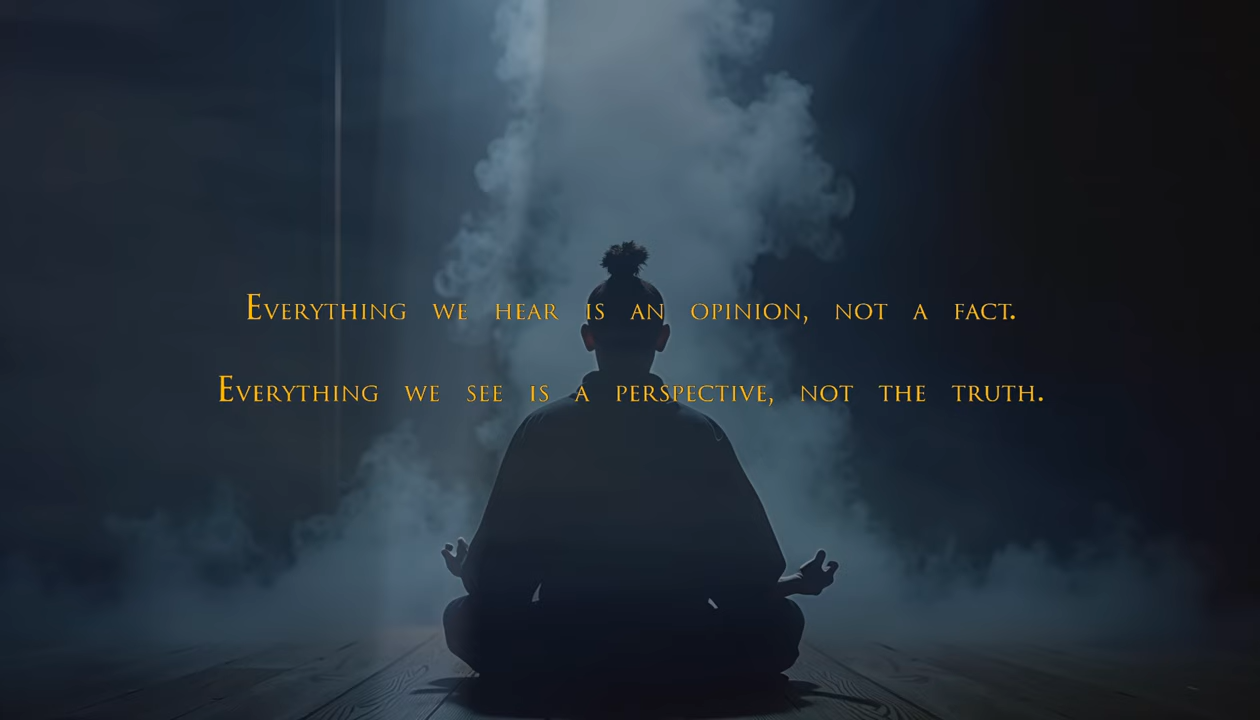 Everything we hear is an opinion, not a fact.
Everything we see is a perspective, not the truth.